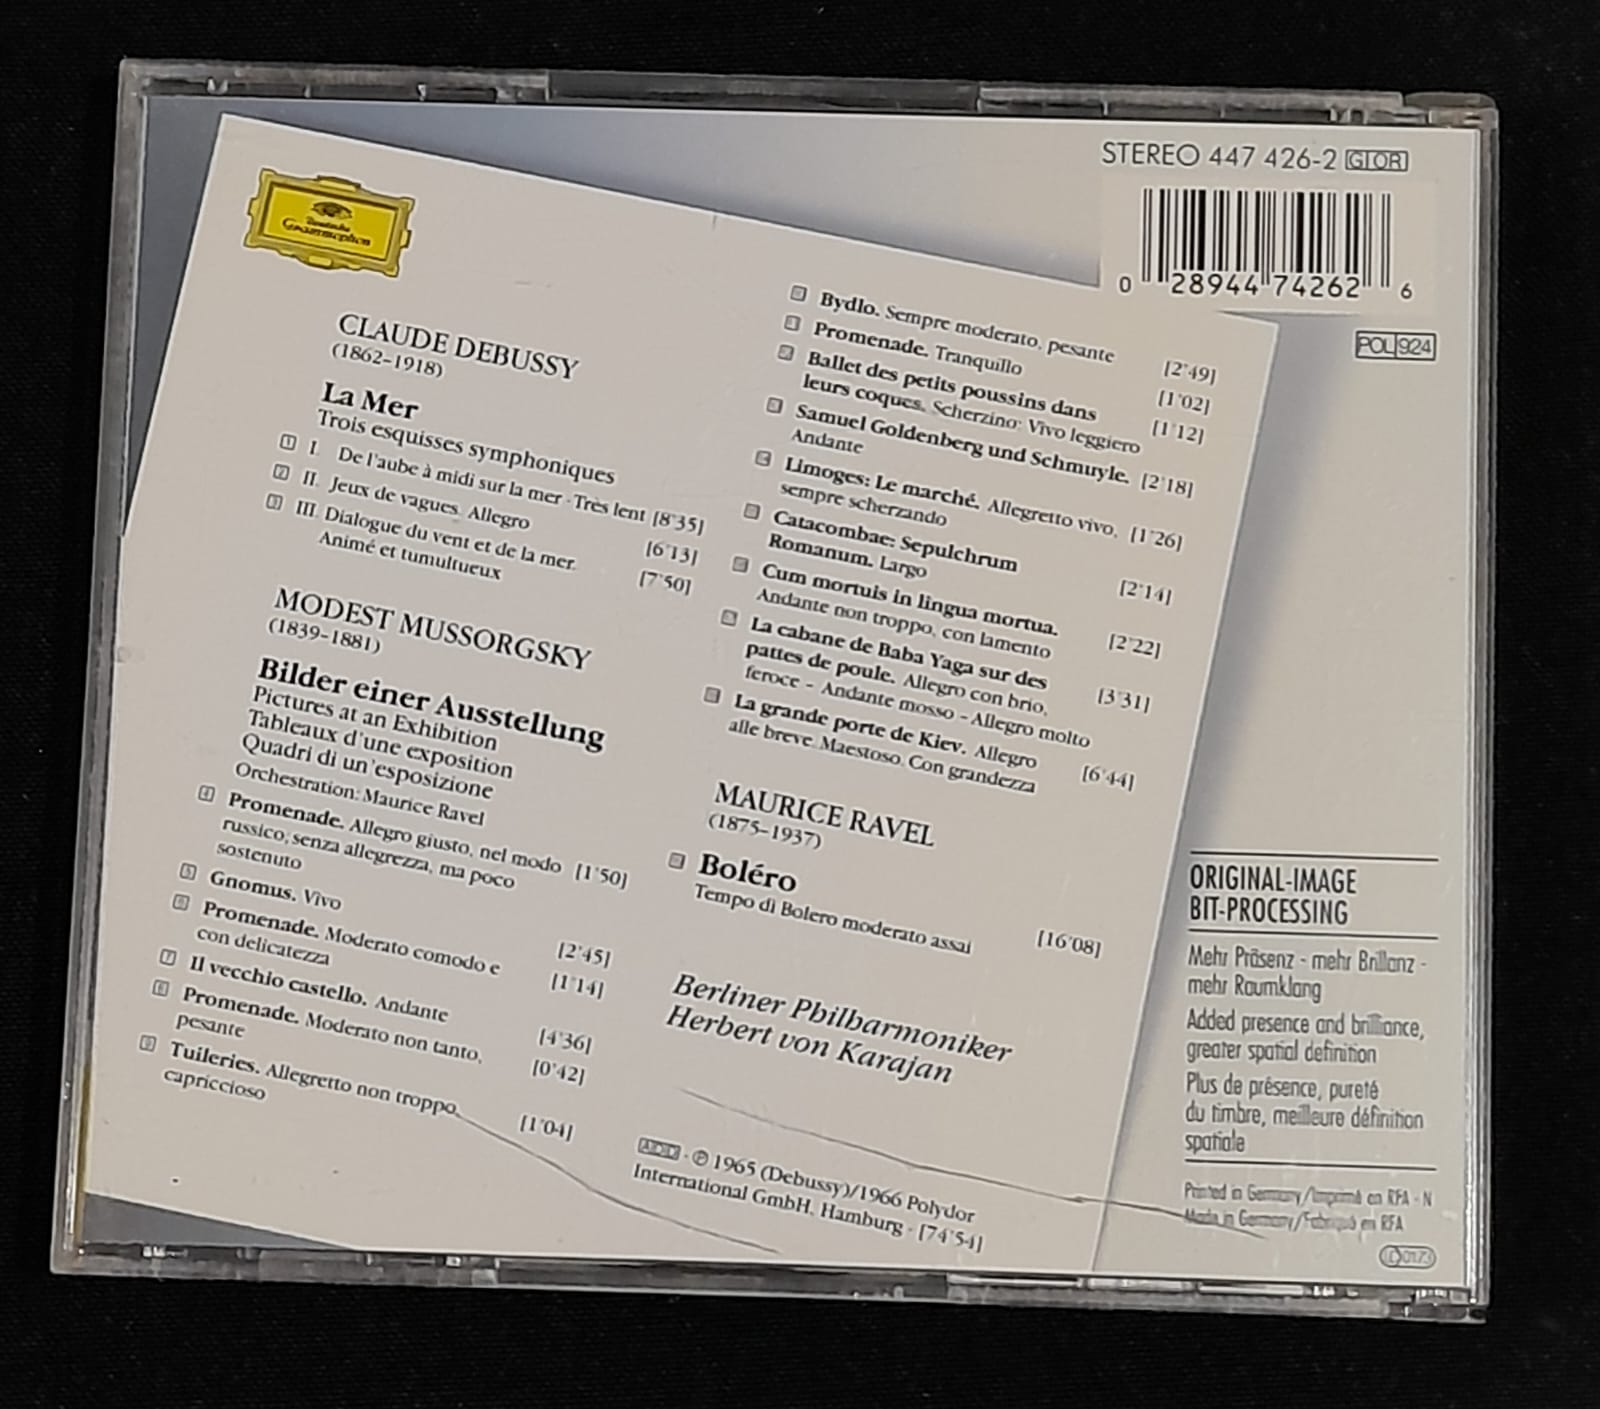 STEREO 447 426-2 GIOR
0 28944 74262 6
POL 924
Deutsche
Grammophon
CLAUDE DEBUSSY
(1862–1918)
La Mer
Trois esquisses symphoniques
1 I. De l'aube à midi sur la mer · Très lent [8'35]
2 II. Jeux de vagues. Allegro [6'13]
3 III. Dialogue du vent et de la mer. [7'50]
Animé et tumultueux
MODEST MUSSORGSKY
(1839–1881)
Bilder einer Ausstellung
Pictures at an Exhibition
Tableaux d'une exposition
Quadri di un'esposizione
Orchestration: Maurice Ravel
4 Promenade. Allegro giusto, nel modo [1'50]
russico, senza allegrezza, ma poco
sostenuto
5 Gnomus. Vivo [2'45]
6 Promenade. Moderato comodo e [1'14]
con delicatezza
7 Il vecchio castello. Andante [4'36]
8 Promenade. Moderato non tanto, [0'42]
pesante
9 Tuileries. Allegretto non troppo, [1'04]
capriccioso
Bydlo. Sempre moderato, pesante [2'49]
Promenade. Tranquillo [1'02]
Ballet des petits poussins dans [1'12]
leurs coques. Scherzino: Vivo leggiero
Samuel Goldenberg und Schmuyle. [2'18]
Andante
Limoges: Le marché. Allegretto vivo, [1'26]
sempre scherzando
Catacombae: Sepulchrum [2'14]
Romanum. Largo
Cum mortuis in lingua mortua. [2'22]
Andante non troppo, con lamento
La cabane de Baba Yaga sur des [3'31]
pattes de poule. Allegro con brio,
feroce – Andante mosso – Allegro molto
La grande porte de Kiev. Allegro [6'44]
alle breve. Maestoso. Con grandezza
MAURICE RAVEL
(1875–1937)
Boléro
Tempo di Bolero moderato assai [16'08]
Berliner Philharmoniker
Herbert von Karajan
ADD · ℗ 1965 (Debussy)/1966 Polydor
International GmbH, Hamburg · [74'54]
ORIGINAL-IMAGE
BIT-PROCESSING
Mehr Präsenz - mehr Brillanz -
mehr Raumklang
Added presence and brilliance,
greater spatial definition
Plus de présence, pureté
du timbre, meilleure définition
spatiale
Printed in Germany/Imprimé en RFA - N
Made in Germany/Fabriqué en RFA